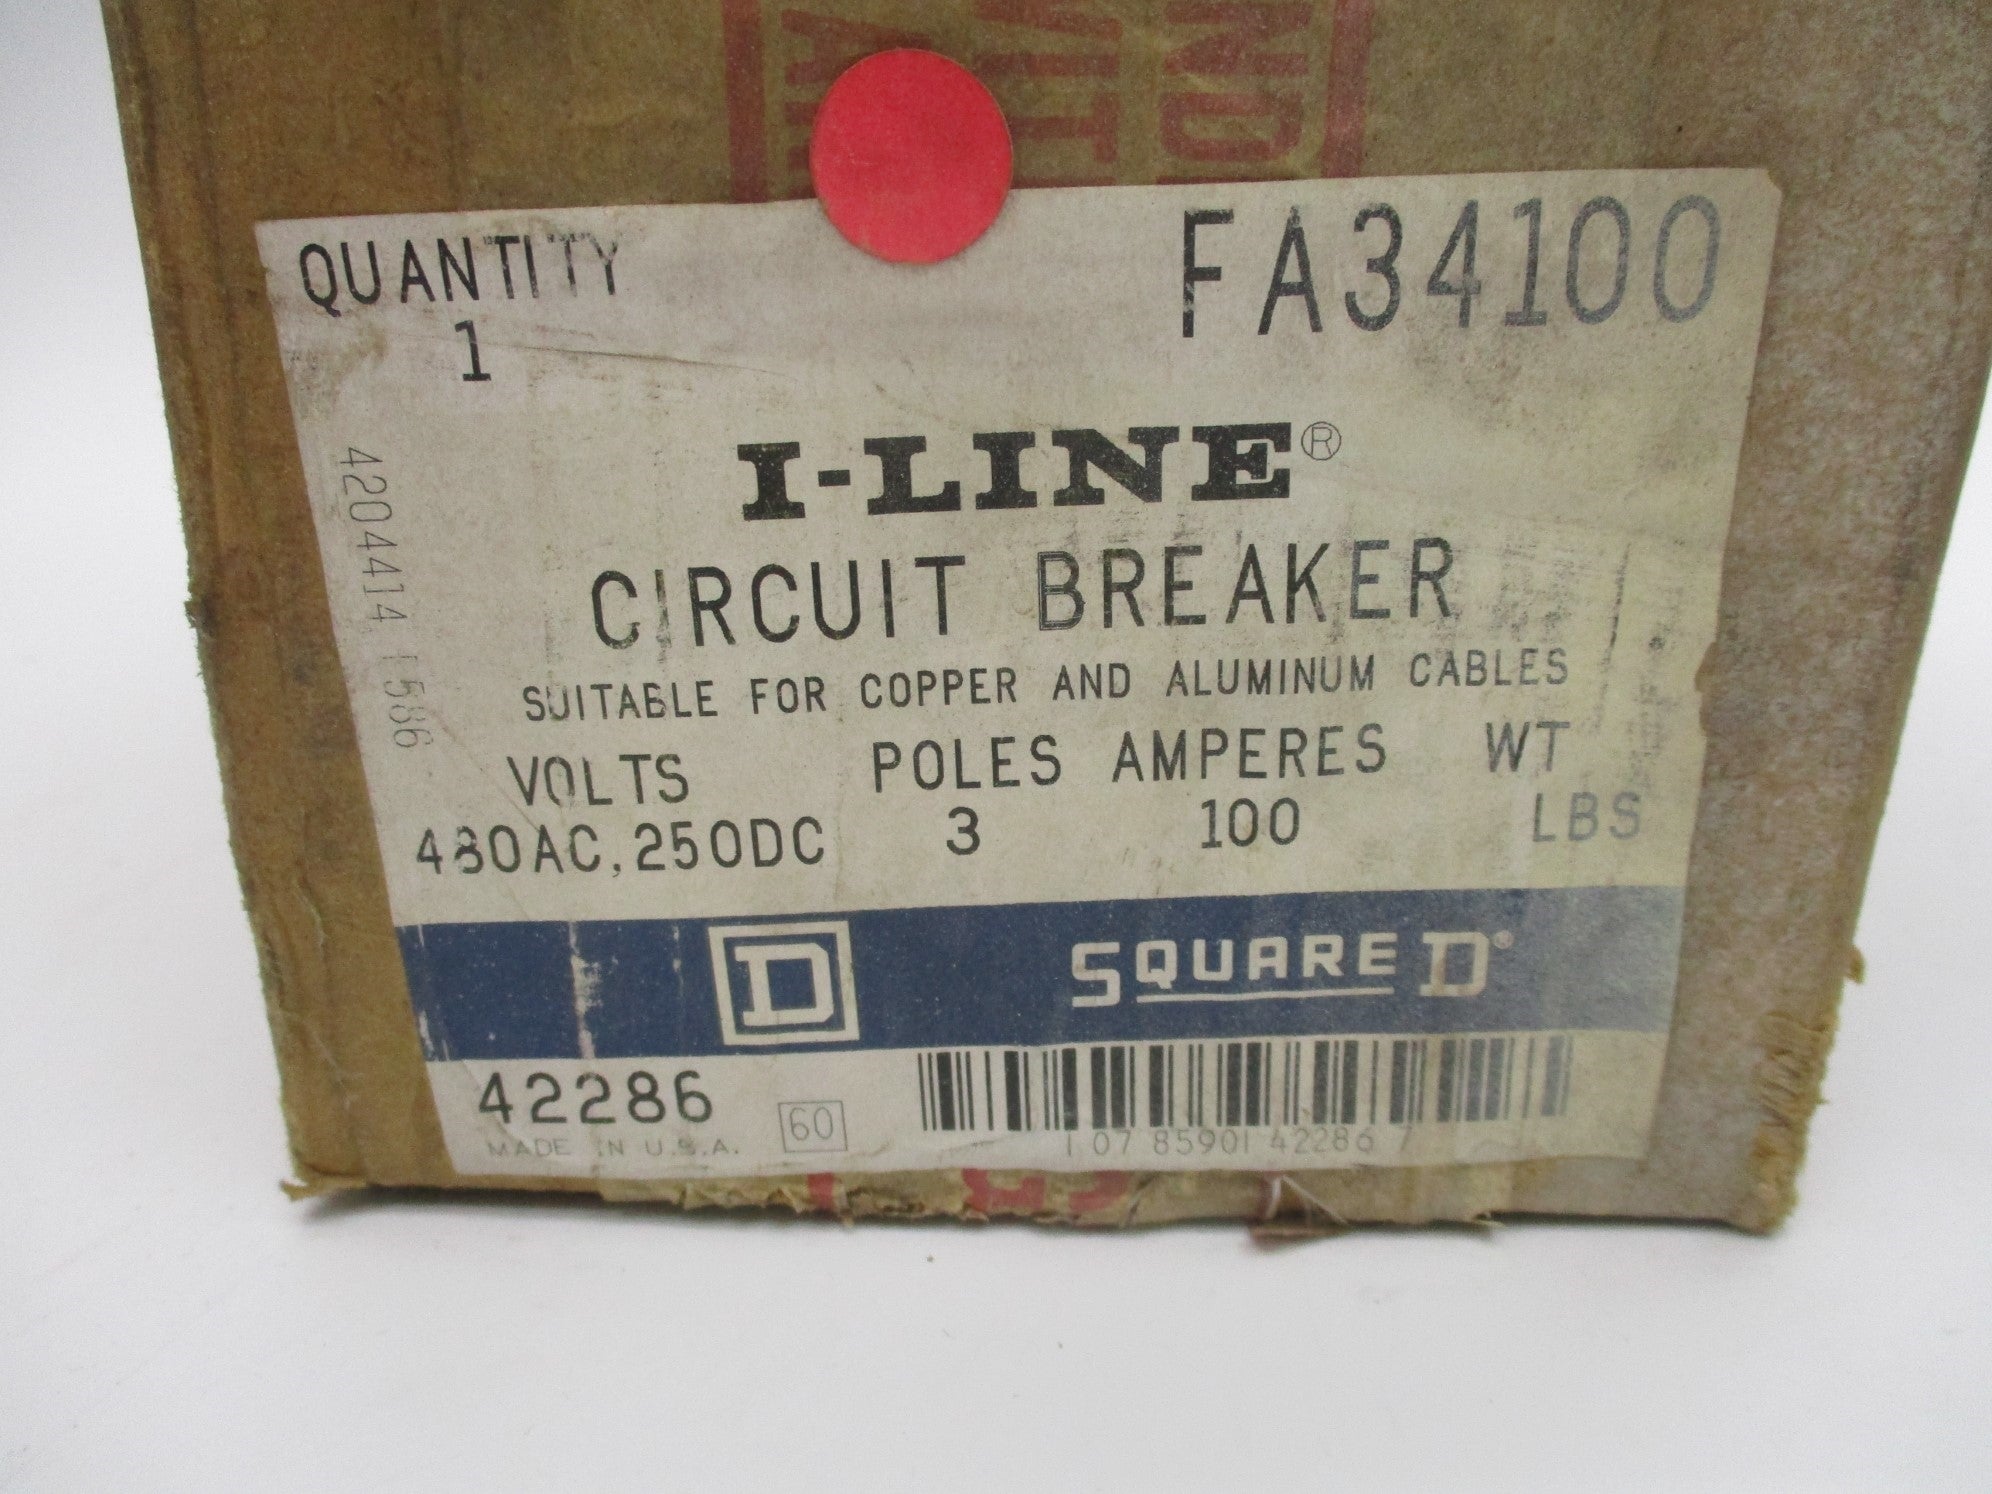 QUANTITY
1
FA34100
I-LINE®
CIRCUIT BREAKER
SUITABLE FOR COPPER AND ALUMINUM CABLES
VOLTS POLES AMPERES WT
480AC, 250DC 3 100 LBS
4204414 1586
D SQUARE D®
42286
MADE IN U.S.A.
60
1 07 85901 42286 7